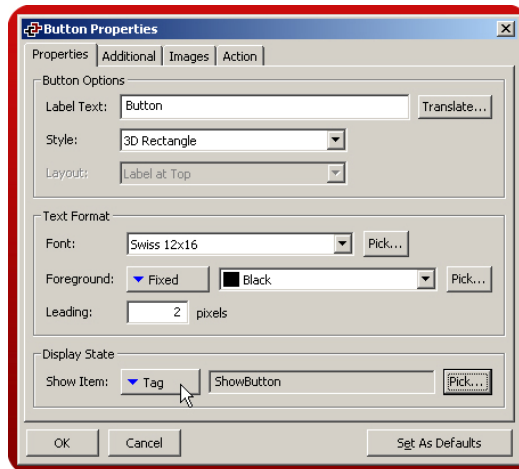 Button Properties
Properties Additional Images Action
Button Options
Label Text: Button Translate...
Style: 3D Rectangle
Layout: Label at Top
Text Format
Font: Swiss 12x16 Pick...
Foreground: Fixed Black Pick...
Leading: 2 pixels
Display State
Show Item: Tag ShowButton Pick...
OK Cancel Set As Defaults